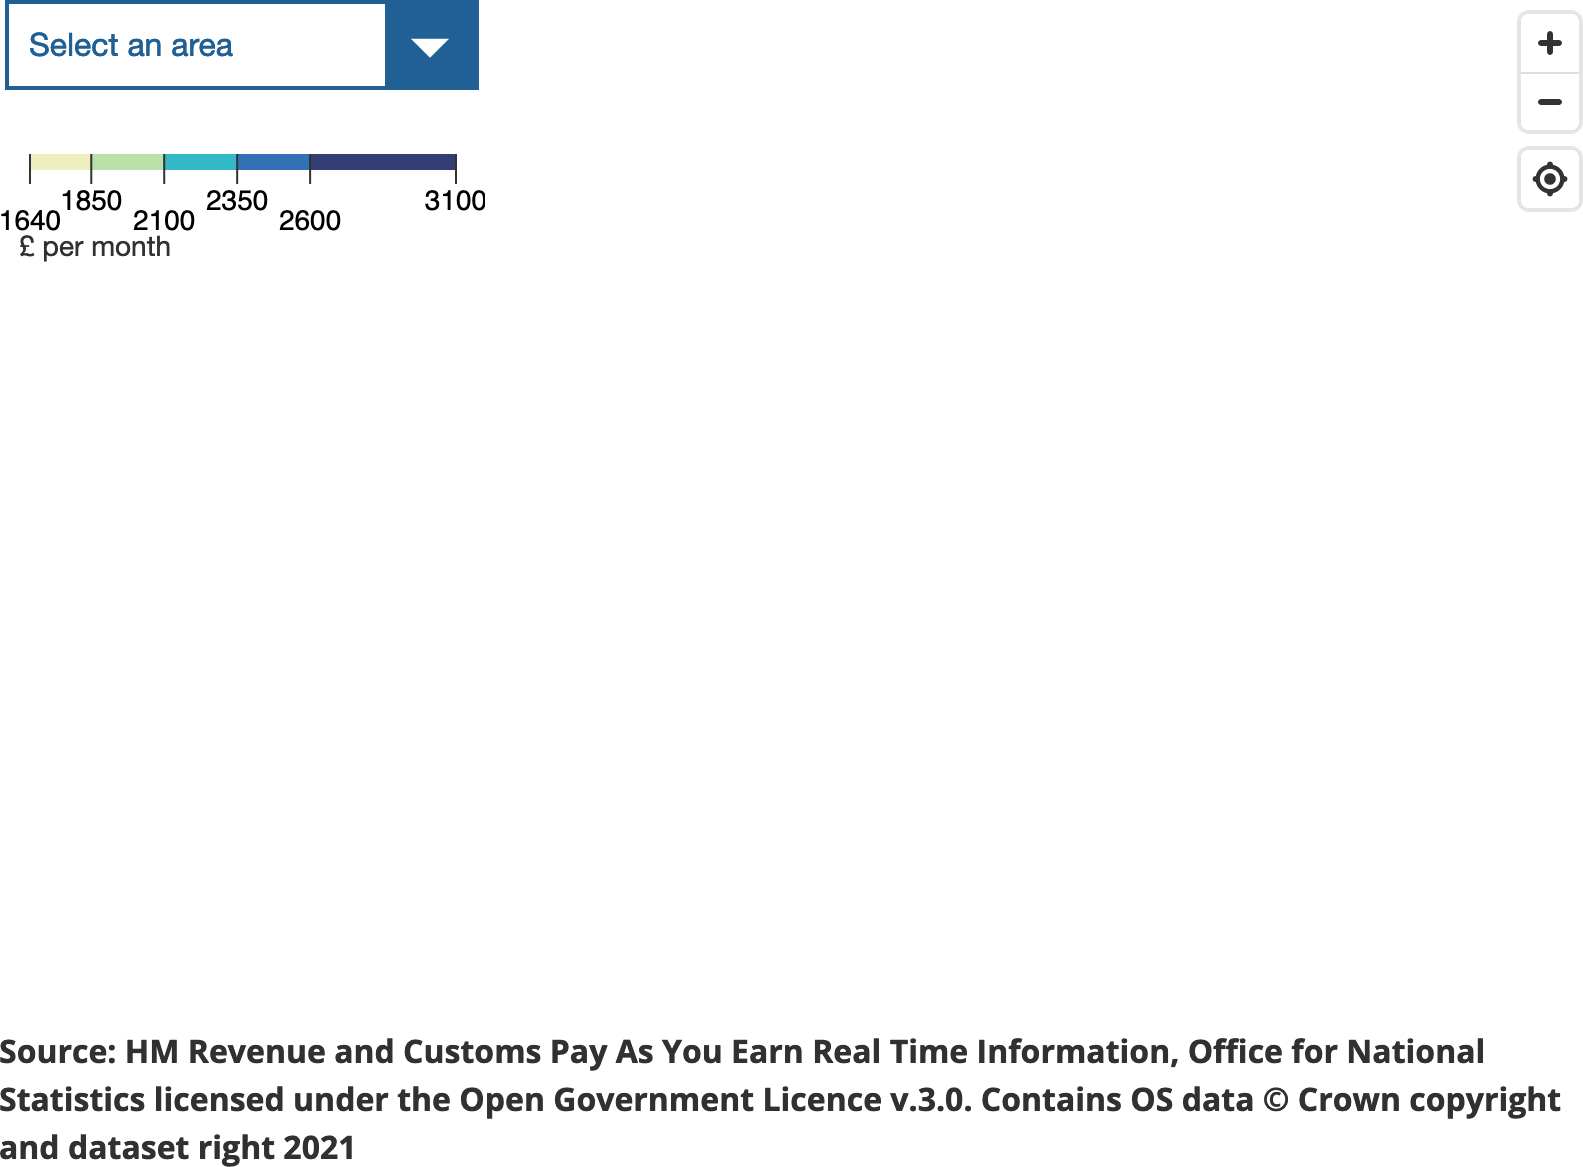 Select an area
1850 2350 3100
1640 2100 2600
£ per month
Source: HM Revenue and Customs Pay As You Earn Real Time Information, Office for National
Statistics licensed under the Open Government Licence v.3.0. Contains OS data © Crown copyright
and dataset right 2021